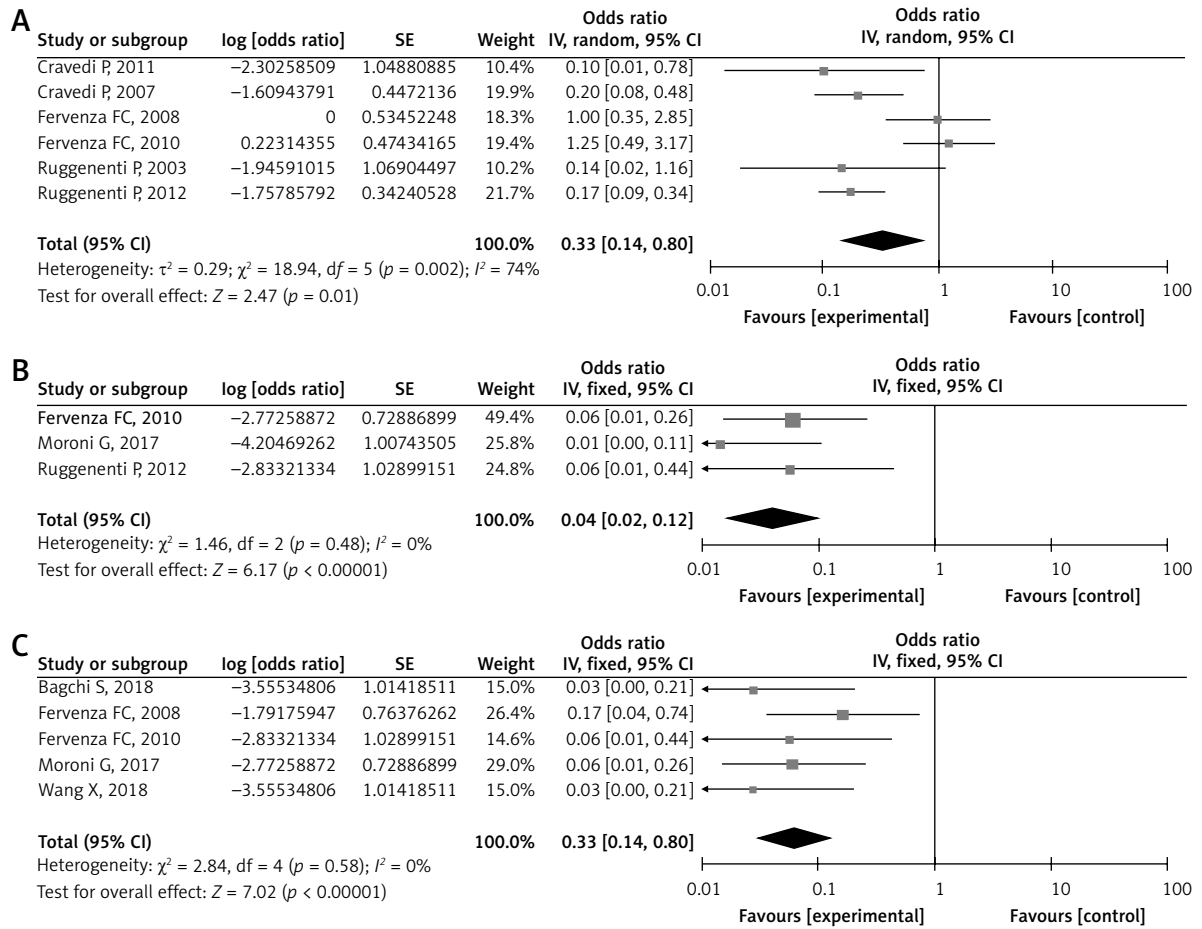 A
Odds ratio Odds ratio
Study or subgroup log [odds ratio] SE Weight IV, random, 95% CI IV, random, 95% CI
Cravedi P, 2011 –2.30258509 1.04880885 10.4% 0.10 [0.01, 0.78]
Cravedi P, 2007 –1.60943791 0.4472136 19.9% 0.20 [0.08, 0.48]
Fervenza FC, 2008 0 0.53452248 18.3% 1.00 [0.35, 2.85]
Fervenza FC, 2010 0.22314355 0.47434165 19.4% 1.25 [0.49, 3.17]
Ruggenenti P, 2003 –1.94591015 1.06904497 10.2% 0.14 [0.02, 1.16]
Ruggenenti P, 2012 –1.75785792 0.34240528 21.7% 0.17 [0.09, 0.34]
Total (95% CI) 100.0% 0.33 [0.14, 0.80]
Heterogeneity: τ² = 0.29; χ² = 18.94, df = 5 (p = 0.002); I² = 74%
Test for overall effect: Z = 2.47 (p = 0.01)
0.01 0.1 1 10 100
Favours [experimental] Favours [control]
B
Odds ratio Odds ratio
Study or subgroup log [odds ratio] SE Weight IV, fixed, 95% CI IV, fixed, 95% CI
Fervenza FC, 2010 –2.77258872 0.72886899 49.4% 0.06 [0.01, 0.26]
Moroni G, 2017 –4.20469262 1.00743505 25.8% 0.01 [0.00, 0.11]
Ruggenenti P, 2012 –2.83321334 1.02899151 24.8% 0.06 [0.01, 0.44]
Total (95% CI) 100.0% 0.04 [0.02, 0.12]
Heterogeneity: χ² = 1.46, df = 2 (p = 0.48); I² = 0%
Test for overall effect: Z = 6.17 (p < 0.00001)
0.01 0.1 1 10 100
Favours [experimental] Favours [control]
C
Odds ratio Odds ratio
Study or subgroup log [odds ratio] SE Weight IV, fixed, 95% CI IV, fixed, 95% CI
Bagchi S, 2018 –3.55534806 1.01418511 15.0% 0.03 [0.00, 0.21]
Fervenza FC, 2008 –1.79175947 0.76376262 26.4% 0.17 [0.04, 0.74]
Fervenza FC, 2010 –2.83321334 1.02899151 14.6% 0.06 [0.01, 0.44]
Moroni G, 2017 –2.77258872 0.72886899 29.0% 0.06 [0.01, 0.26]
Wang X, 2018 –3.55534806 1.01418511 15.0% 0.03 [0.00, 0.21]
Total (95% CI) 100.0% 0.33 [0.14, 0.80]
Heterogeneity: χ² = 2.84, df = 4 (p = 0.58); I² = 0%
Test for overall effect: Z = 7.02 (p < 0.00001)
0.01 0.1 1 10 100
Favours [experimental] Favours [control]